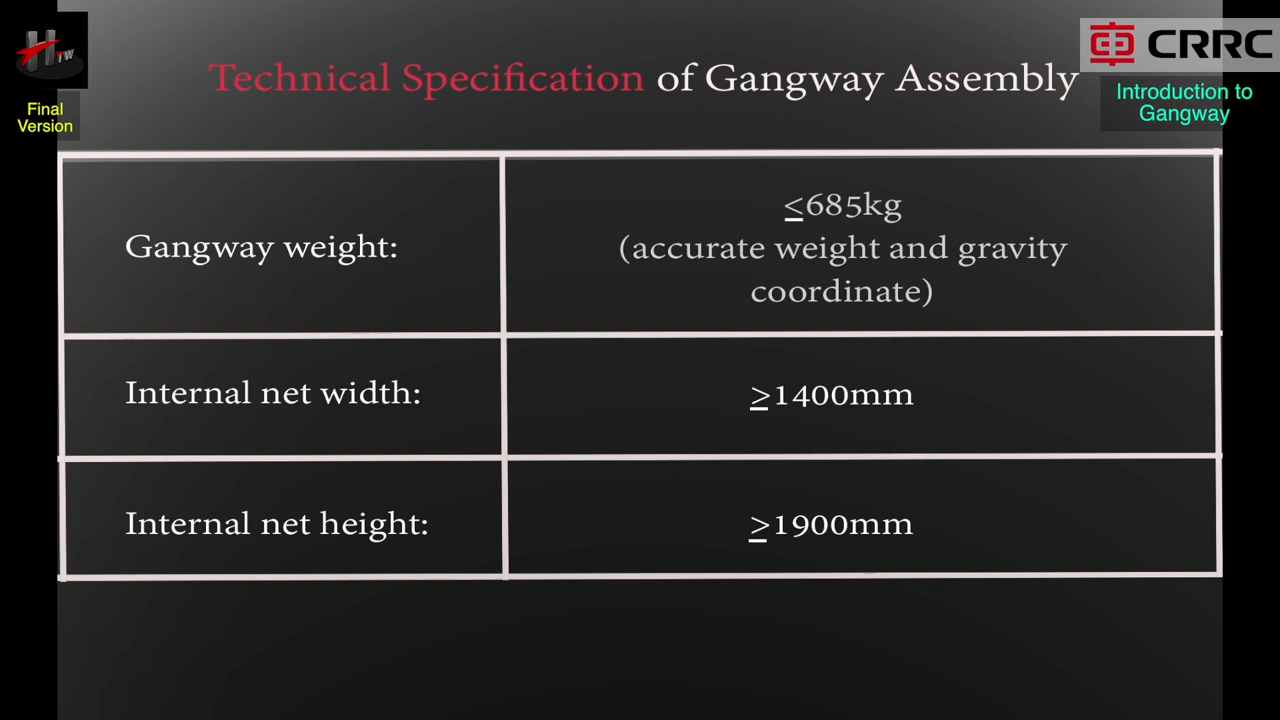 HTW
Final
Version
Technical Specification of Gangway Assembly
CRRC
Introduction to
Gangway
Gangway weight:
≤685kg
(accurate weight and gravity
coordinate)
Internal net width:
≥1400mm
Internal net height:
≥1900mm